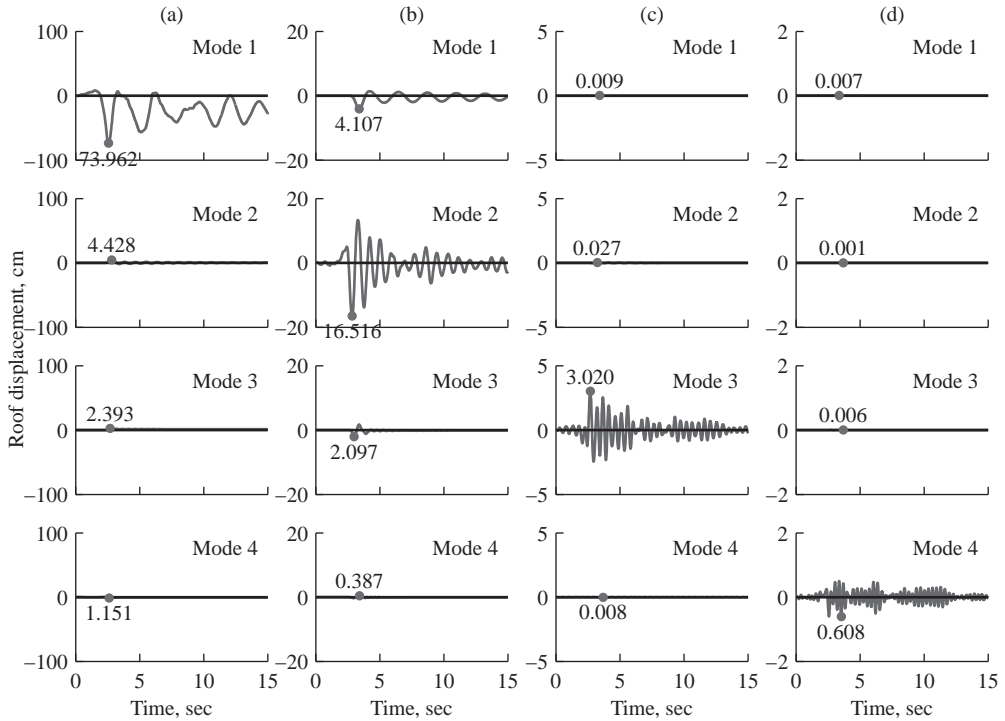 (a) (b) (c) (d)
100 20 5 2
Mode 1 Mode 1 Mode 1 Mode 1
0.009 0.007
0 0 0 0
4.107
73.962
−100 −20 −5 −2
100 20 5 2
Mode 2 Mode 2 Mode 2 Mode 2
4.428 0.027 0.001
0 0 0 0
16.516
−100 −20 −5 −2
Roof displacement, cm
100 20 5 2
Mode 3 Mode 3 Mode 3 Mode 3
3.020
2.393 0.006
0 0 0 0
2.097
−100 −20 −5 −2
100 20 5 2
Mode 4 Mode 4 Mode 4 Mode 4
0.387
0 0 0 0
1.151 0.008 0.608
−100 −20 −5 −2
0 5 10 15 0 5 10 15 0 5 10 15 0 5 10 15
Time, sec Time, sec Time, sec Time, sec